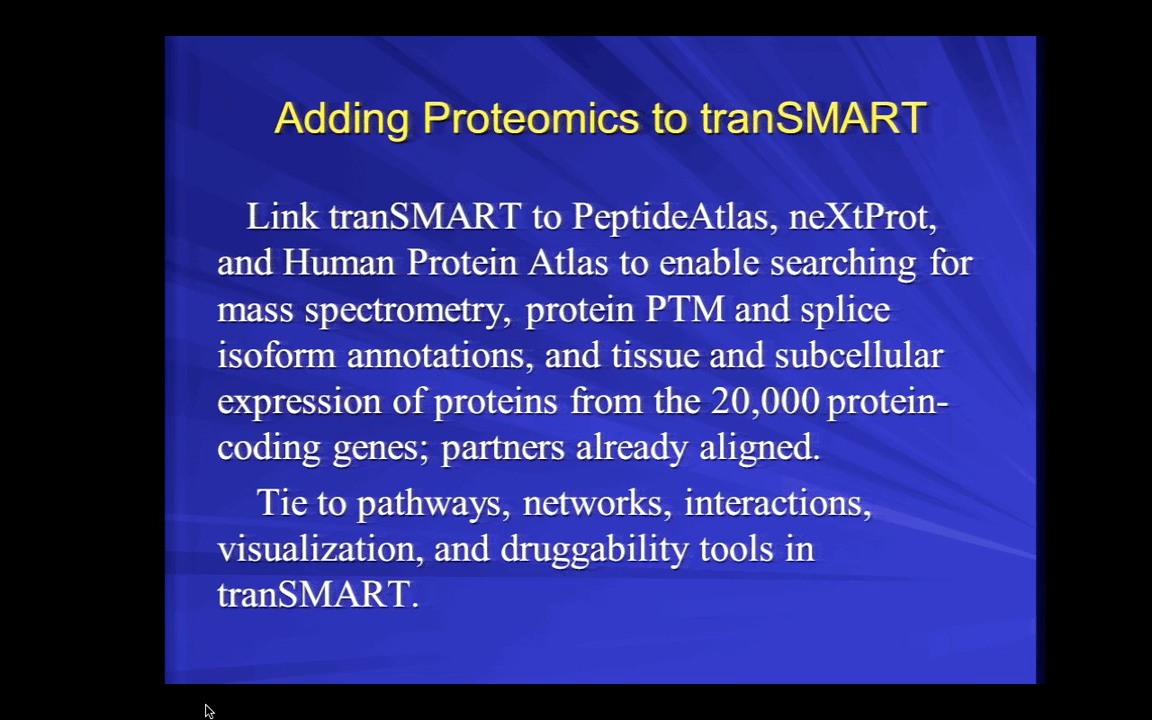 Adding Proteomics to tranSMART
Link tranSMART to PeptideAtlas, neXtProt,
and Human Protein Atlas to enable searching for
mass spectrometry, protein PTM and splice
isoform annotations, and tissue and subcellular
expression of proteins from the 20,000 protein-
coding genes; partners already aligned.
Tie to pathways, networks, interactions,
visualization, and druggability tools in
tranSMART.